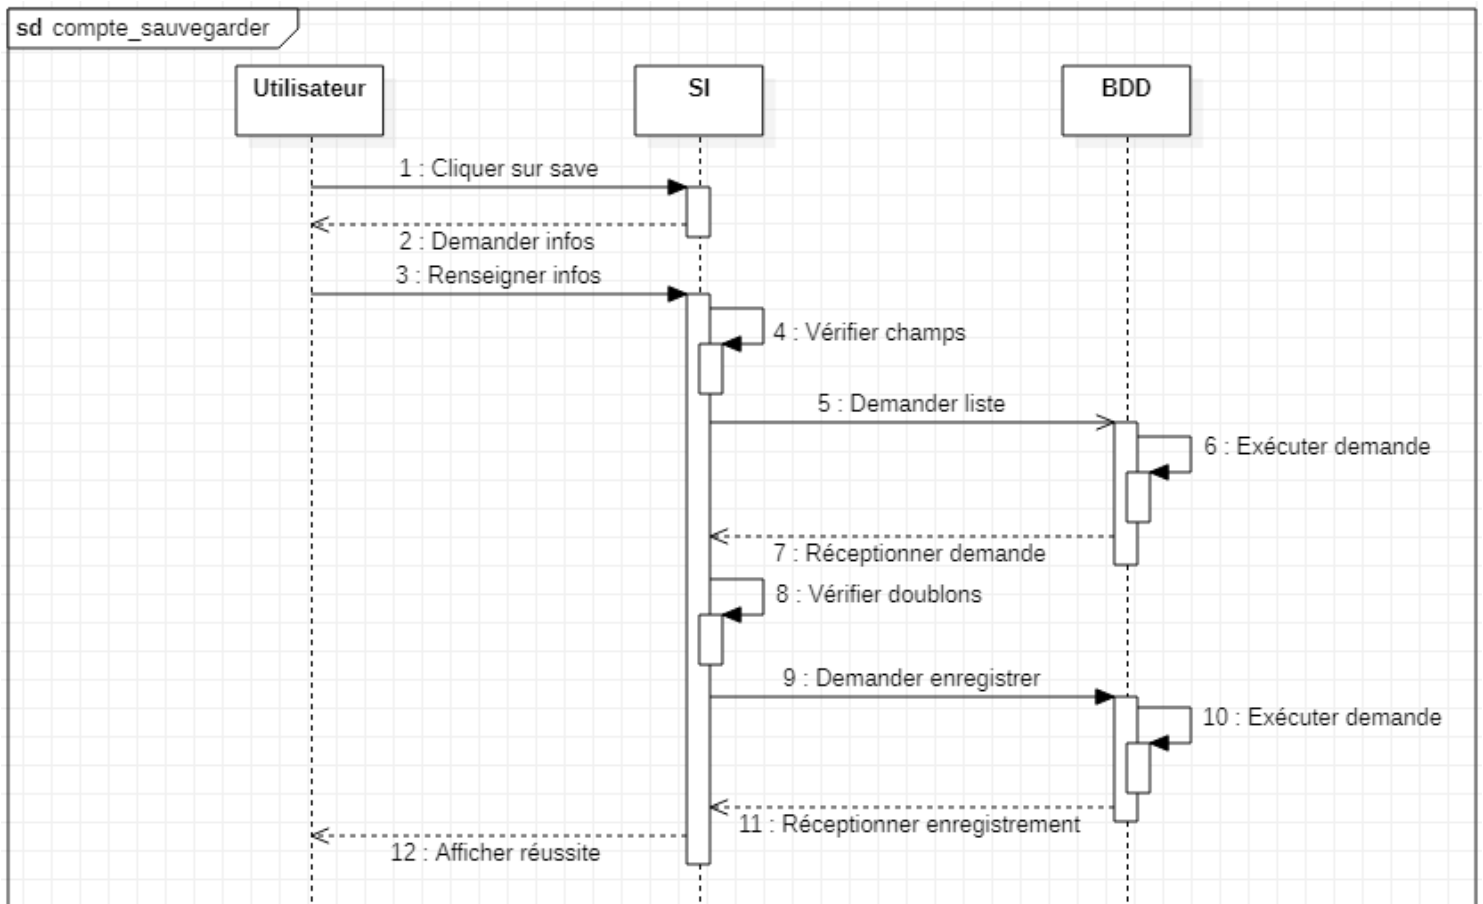 sd compte_sauvegarder
Utilisateur
SI
BDD
1 : Cliquer sur save
2 : Demander infos
3 : Renseigner infos
4 : Vérifier champs
5 : Demander liste
6 : Exécuter demande
7 : Réceptionner demande
8 : Vérifier doublons
9 : Demander enregistrer
10 : Exécuter demande
11 : Réceptionner enregistrement
12 : Afficher réussite